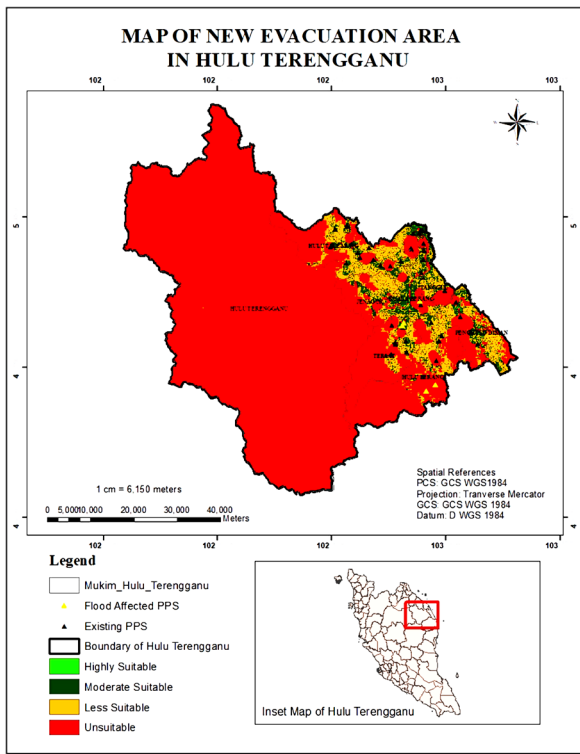 MAP OF NEW EVACUATION AREA
IN HULU TERENGGANU
102 102 102 103 103
5 5
HULU TERENGGANU
4 4
1 cm = 6,150 meters
0 5,000 10,000 20,000 30,000 40,000
Meters
Spatial References
PCS: GCS WGS1984
Projection: Tranverse Mercator
GCS: GCS WGS 1984
Datum: D WGS 1984
4 4
102 102 102 103 103
Legend
Mukim_Hulu_Terengganu
Flood Affected PPS
Existing PPS
Boundary of Hulu Terengganu
Highly Suitable
Moderate Suitable
Less Suitable
Unsuitable
Inset Map of Hulu Terengganu